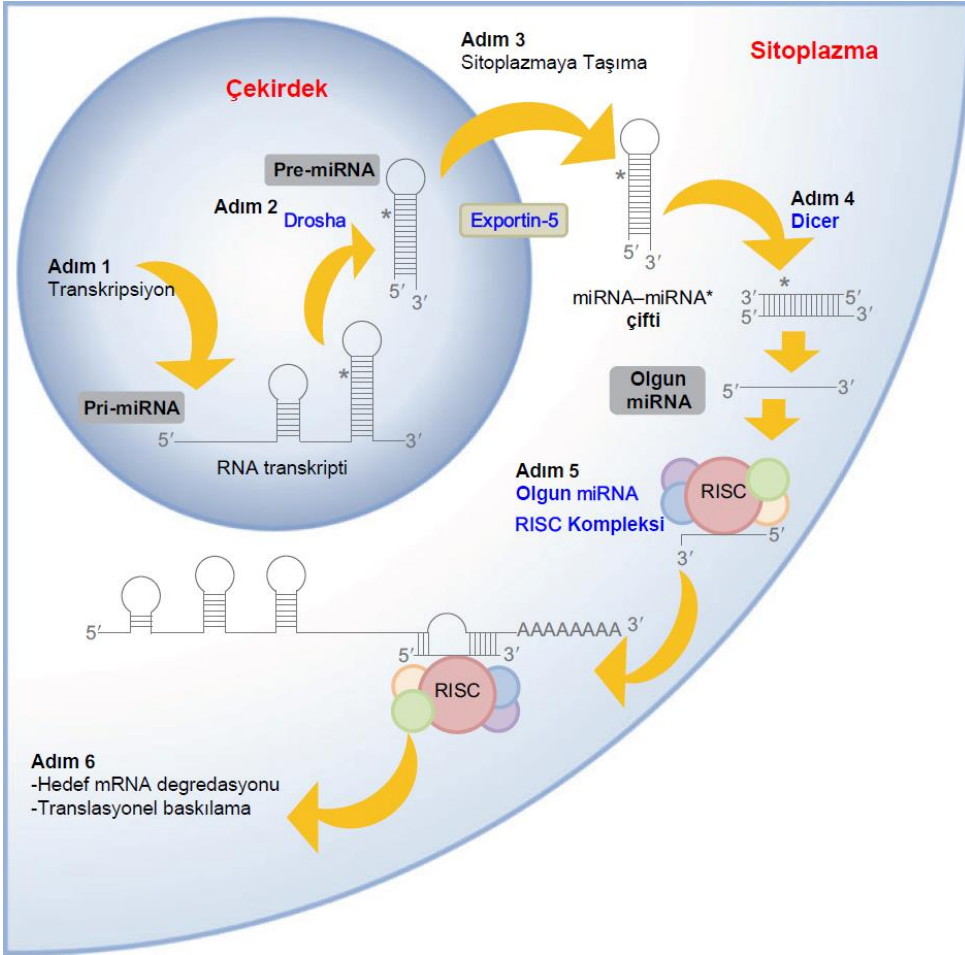 Adım 3
Sitoplazmaya Taşıma
Sitoplazma
Çekirdek
Pre-miRNA
*
Adım 2
Drosha
5′
3′
Exportin-5
*
5′
3′
Adım 4
Dicer
Adım 1
Transkripsiyon
miRNA–miRNA*
çifti
*
3′ 5′
5′ 3′
*
Pri-miRNA
5′ 3′
RNA transkripti
Olgun
miRNA
5′ 3′
Adım 5
Olgun miRNA
RISC Kompleksi
RISC
5′
3′
5′
AAAAAAAA 3′
5′ 3′
RISC
Adım 6
-Hedef mRNA degredasyonu
-Translasyonel baskılama